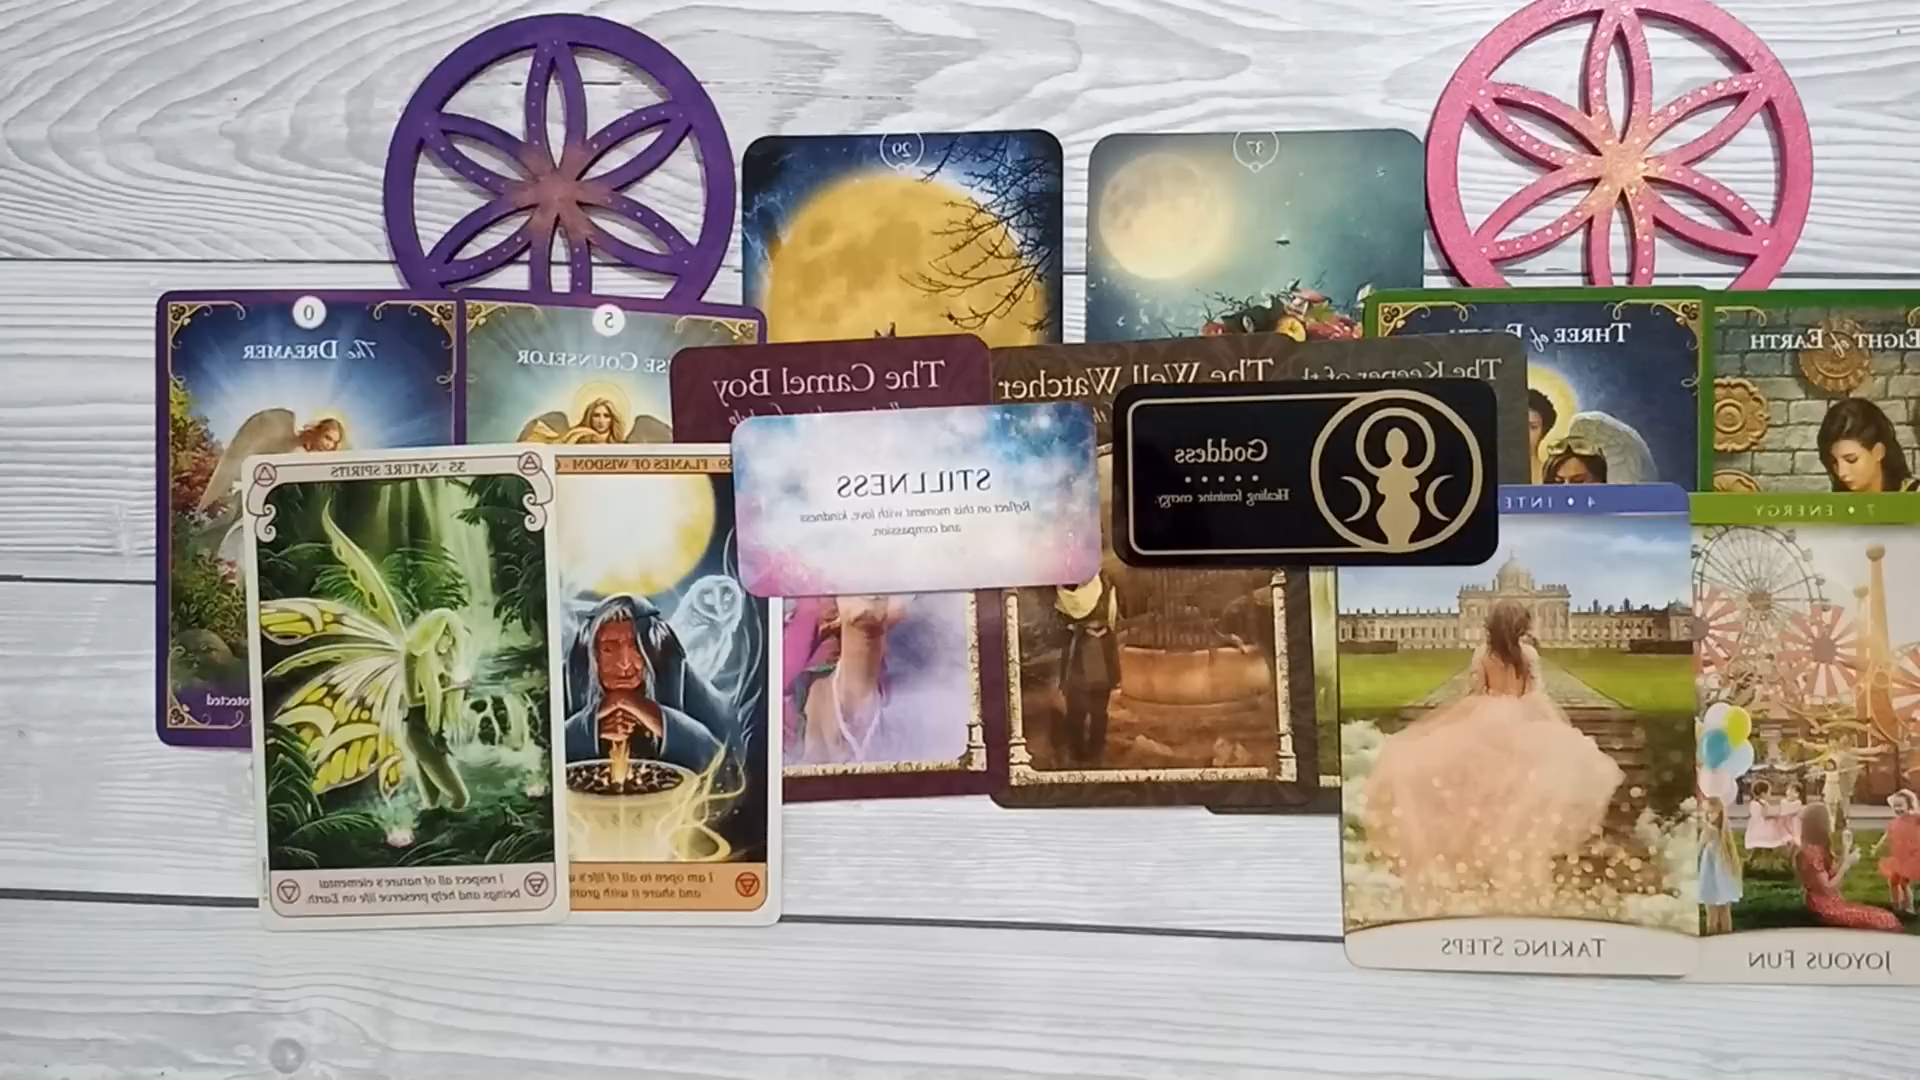 29
37
0
The DREAMER
5
SE COUNSELOR
THREE of
EIGHT of EARTH
The Camel Boy
The Well Watcher
The Keeper of
35 - NATURE SPIRITS
39 - FLAMES OF WISDOM
STILLNESS
Reflect on this moment with love, kindness
and compassion.
Goddess
Healing feminine energy.
4 • INTE
7 • ENERGY
otected
I respect all of nature's elemental
beings and help preserve life on Earth.
I am open to all of life's
and share it with
TAKING STEPS
JOYOUS FUN